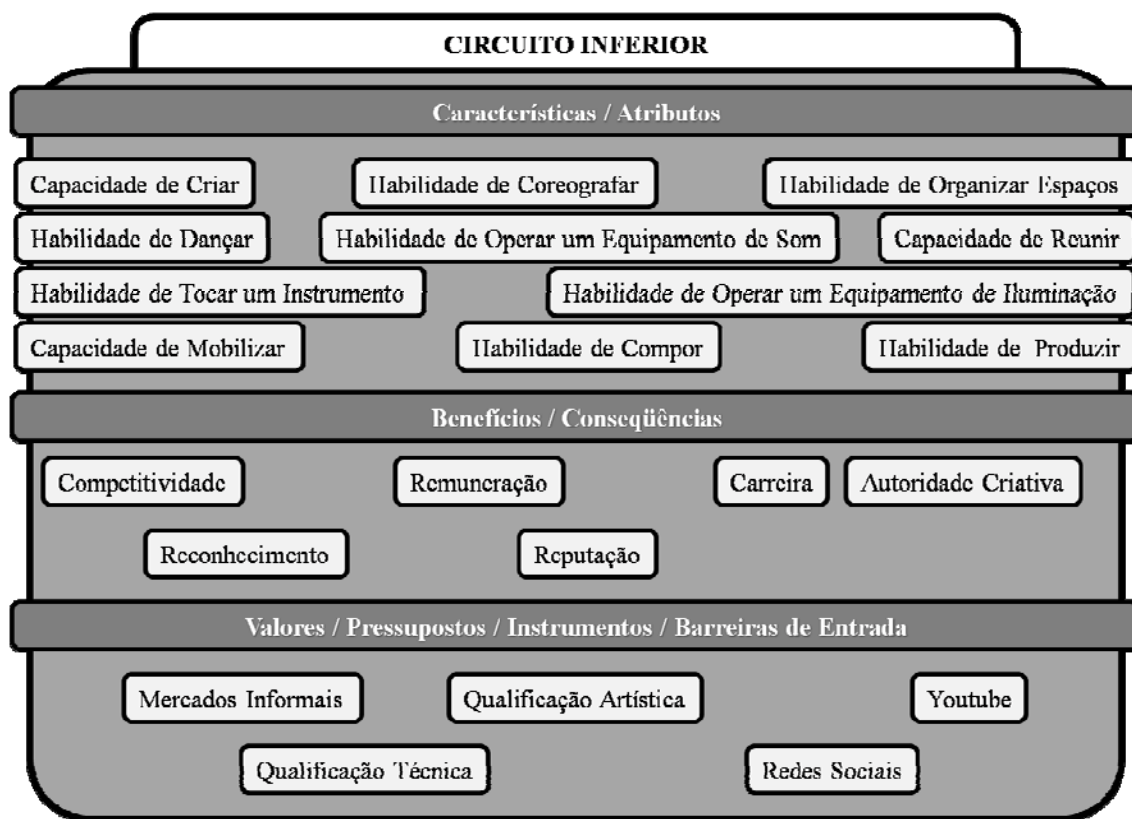 CIRCUITO INFERIOR
Características / Atributos
Capacidade de Criar Habilidade de Coreografar Habilidade de Organizar Espaços
Habilidade de Dançar Habilidade de Operar um Equipamento de Som Capacidade de Reunir
Habilidade de Tocar um Instrumento Habilidade de Operar um Equipamento de Iluminação
Capacidade de Mobilizar Habilidade de Compor Habilidade de Produzir
Benefícios / Conseqüências
Competitividade Remuneração Carreira Autoridade Criativa
Reconhecimento Reputação
Valores / Pressupostos / Instrumentos / Barreiras de Entrada
Mercados Informais Qualificação Artística Youtube
Qualificação Técnica Redes Sociais